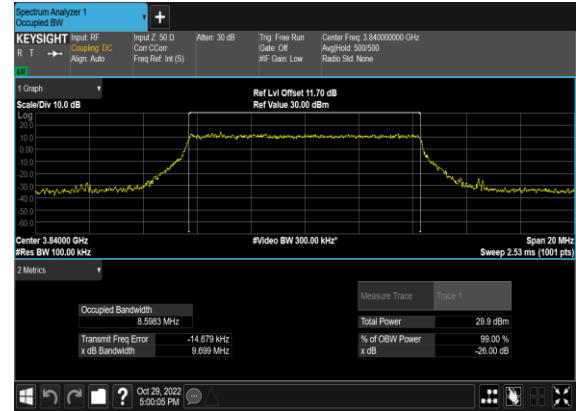 Spectrum Analyzer 1
Occupied BW
+
KEYSIGHT Input: RF Input Z: 50 Ω Atten: 30 dB Trig: Free Run Center Freq: 3.840000000 GHz
R T Coupling: DC Corr CCorr Gate: Off Avg|Hold: 500/500
Align: Auto Freq Ref: Int (S) #IF Gain: Low Radio Std: None
LV
1 Graph
Ref Lvl Offset 11.70 dB
Scale/Div 10.0 dB Ref Value 30.00 dBm
Log
20.0
10.0
0.00
-10.0
-20.0
-30.0
-40.0
-50.0
-60.0
Center 3.84000 GHz #Video BW 300.00 kHz* Span 20 MHz
#Res BW 100.00 kHz Sweep 2.53 ms (1001 pts)
2 Metrics
Measure Trace Trace 1
Occupied Bandwidth
8.5983 MHz Total Power 29.9 dBm
Transmit Freq Error -14.679 kHz % of OBW Power 99.00 %
x dB Bandwidth 9.699 MHz x dB -26.00 dB
? Oct 29, 2022
5:00:05 PM